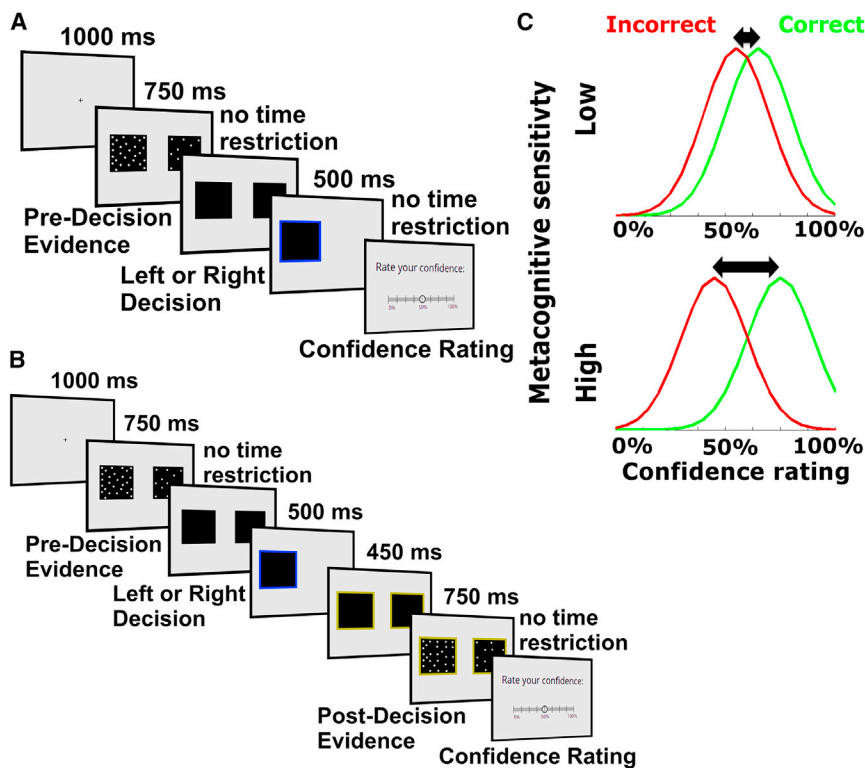 A
1000 ms
750 ms
no time
restriction
500 ms
no time
restriction
Pre-Decision
Evidence
Left or Right
Decision
Rate your confidence:
0% 50% 100%
Confidence Rating
B
1000 ms
750 ms
no time
restriction
500 ms
450 ms
750 ms
no time
restriction
Pre-Decision
Evidence
Left or Right
Decision
Rate your confidence:
0% 50% 100%
Post-Decision
Evidence
Confidence Rating
C
Incorrect Correct
Metacognitive sensitivty
Low
0% 50% 100%
High
0% 50% 100%
Confidence rating